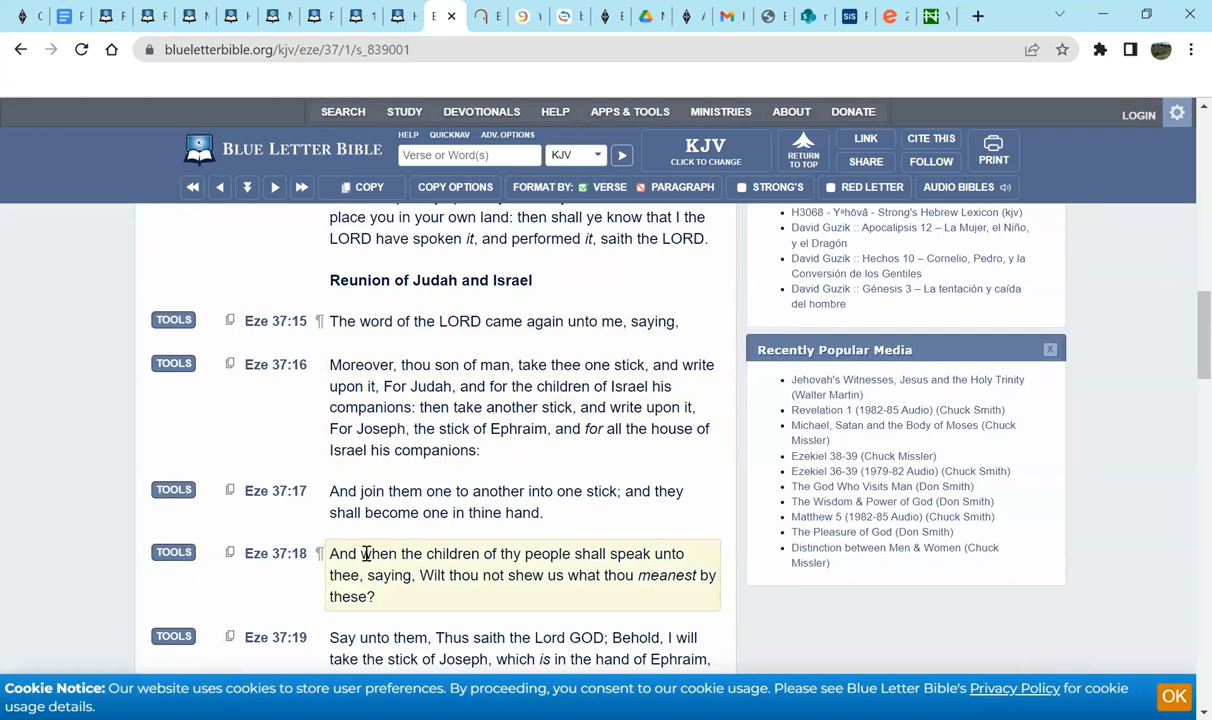 blueletterbible.org/kjv/eze/37/1/s_839001
SEARCH STUDY DEVOTIONALS HELP APPS & TOOLS MINISTRIES ABOUT DONATE
LOGIN
HELP QUICKNAV ADV. OPTIONS
BLUE LETTER BIBLE
Verse or Word(s)
KJV
KJV
CLICK TO CHANGE
RETURN
TO TOP
LINK
CITE THIS
SHARE
FOLLOW
PRINT
COPY
COPY OPTIONS
FORMAT BY: VERSE PARAGRAPH
STRONG'S
RED LETTER
AUDIO BIBLES
place you in your own land: then shall ye know that I the
LORD have spoken it, and performed it, saith the LORD.
Reunion of Judah and Israel
TOOLS Eze 37:15 ¶ The word of the LORD came again unto me, saying,
TOOLS Eze 37:16 Moreover, thou son of man, take thee one stick, and write
upon it, For Judah, and for the children of Israel his
companions: then take another stick, and write upon it,
For Joseph, the stick of Ephraim, and for all the house of
Israel his companions:
TOOLS Eze 37:17 And join them one to another into one stick; and they
shall become one in thine hand.
TOOLS Eze 37:18 ¶ And when the children of thy people shall speak unto
thee, saying, Wilt thou not shew us what thou meanest by
these?
TOOLS Eze 37:19 Say unto them, Thus saith the Lord GOD; Behold, I will
take the stick of Joseph, which is in the hand of Ephraim,
H3068 - Yᵊhōvâ - Strong's Hebrew Lexicon (kjv)
David Guzik :: Apocalipsis 12 – La Mujer, el Niño,
y el Dragón
David Guzik :: Hechos 10 – Cornelio, Pedro, y la
Conversión de los Gentiles
David Guzik :: Génesis 3 – La tentación y caída
del hombre
Recently Popular Media
Jehovah's Witnesses, Jesus and the Holy Trinity
(Walter Martin)
Revelation 1 (1982-85 Audio) (Chuck Smith)
Michael, Satan and the Body of Moses (Chuck
Missler)
Ezekiel 38-39 (Chuck Missler)
Ezekiel 36-39 (1979-82 Audio) (Chuck Smith)
The God Who Visits Man (Don Smith)
The Wisdom & Power of God (Don Smith)
Matthew 5 (1982-85 Audio) (Chuck Smith)
The Pleasure of God (Don Smith)
Distinction between Men & Women (Chuck
Missler)
Cookie Notice: Our website uses cookies to store user preferences. By proceeding, you consent to our cookie usage. Please see Blue Letter Bible's Privacy Policy for cookie
usage details.
OK